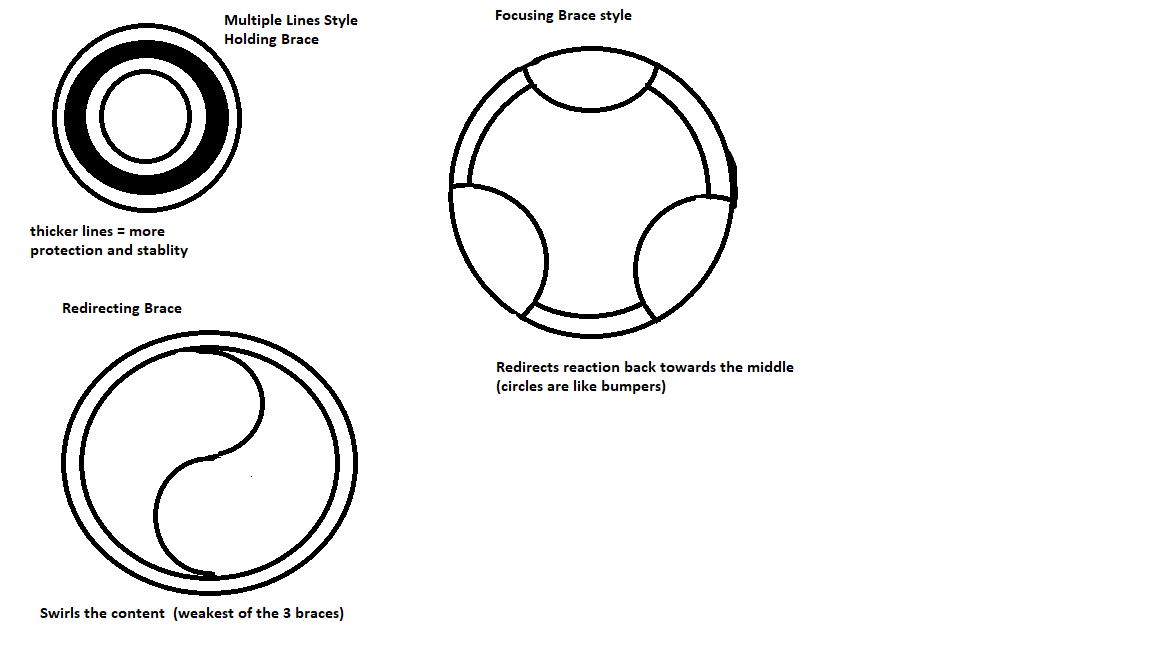 Multiple Lines Style
Holding Brace
thicker lines = more
protection and stablity
Focusing Brace style
Redirects reaction back towards the middle
(circles are like bumpers)
Redirecting Brace
Swirls the content  (weakest of the 3 braces)